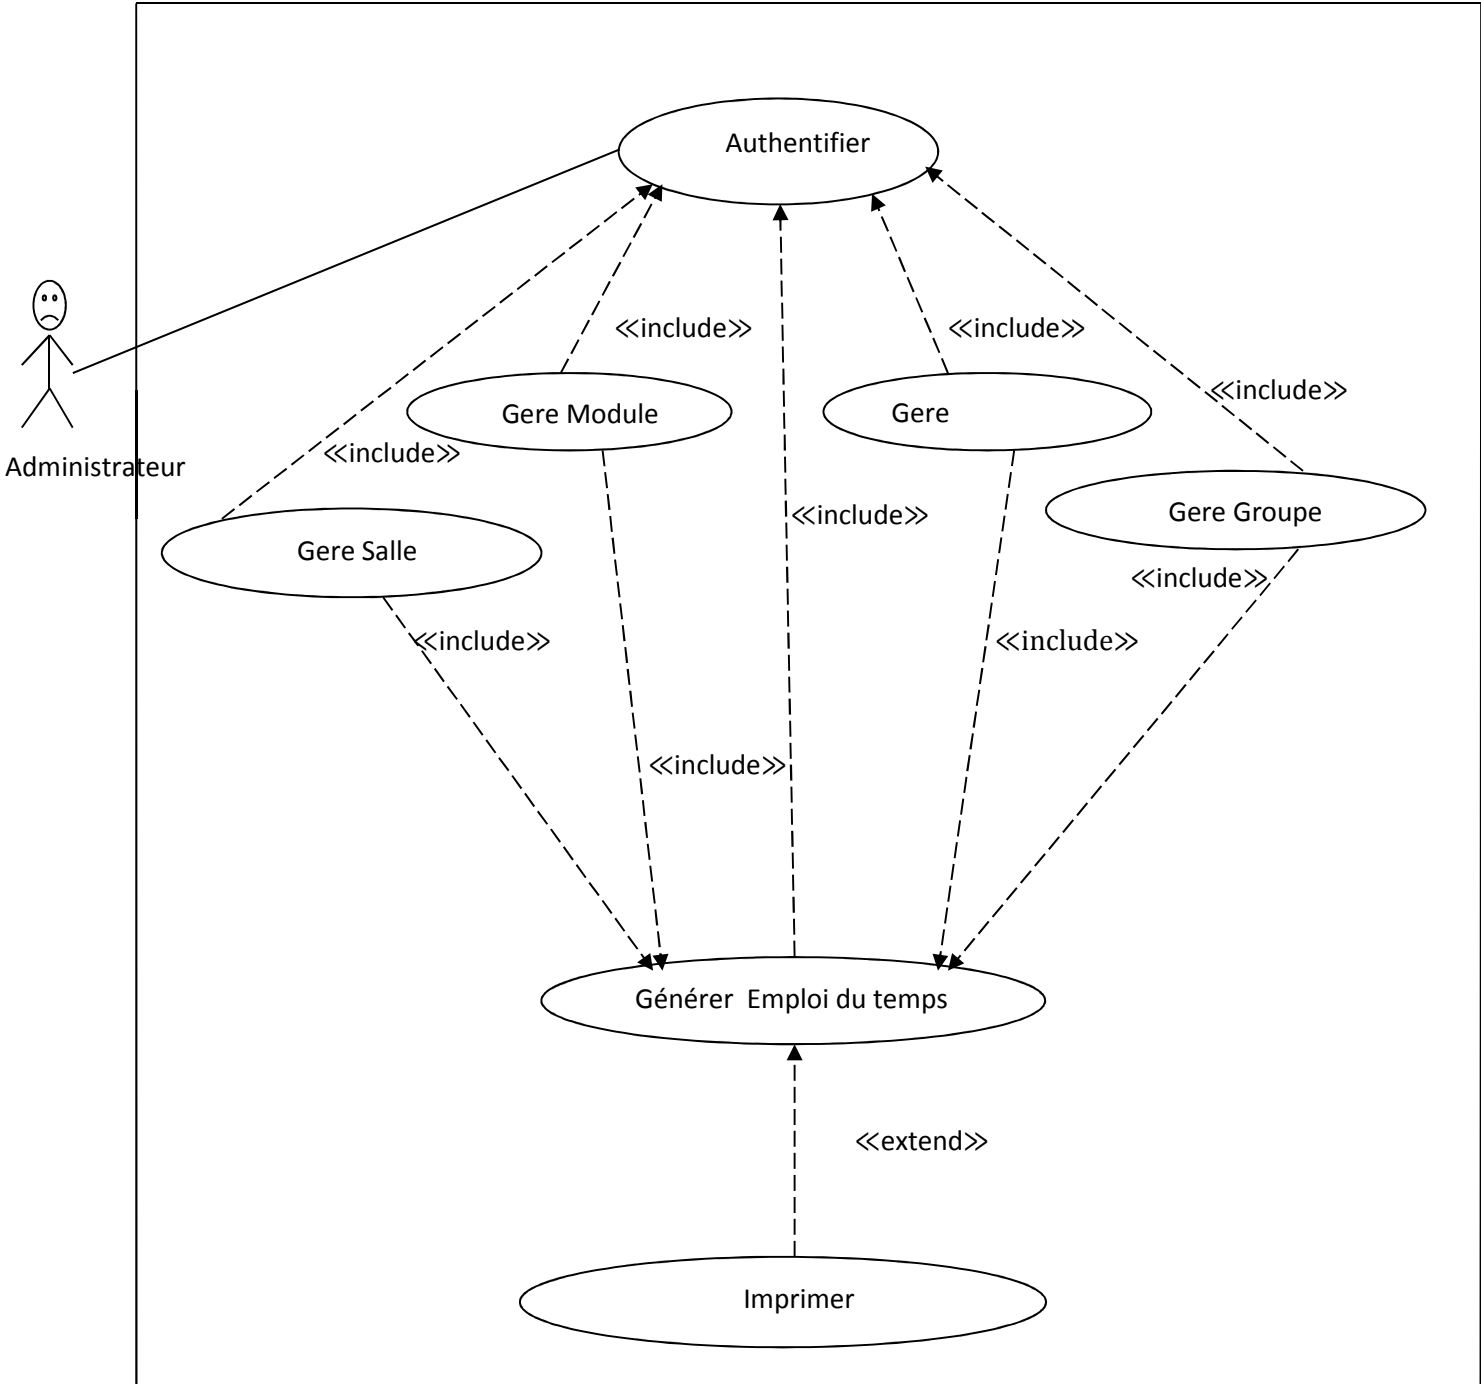 Authentifier
≪include≫
≪include≫
≪include≫
Gere Module
Gere
≪include≫
Administrateur
≪include≫
Gere Groupe
Gere Salle
≪include≫
≪include≫
≪include≫
≪include≫
Générer  Emploi du temps
≪extend≫
Imprimer